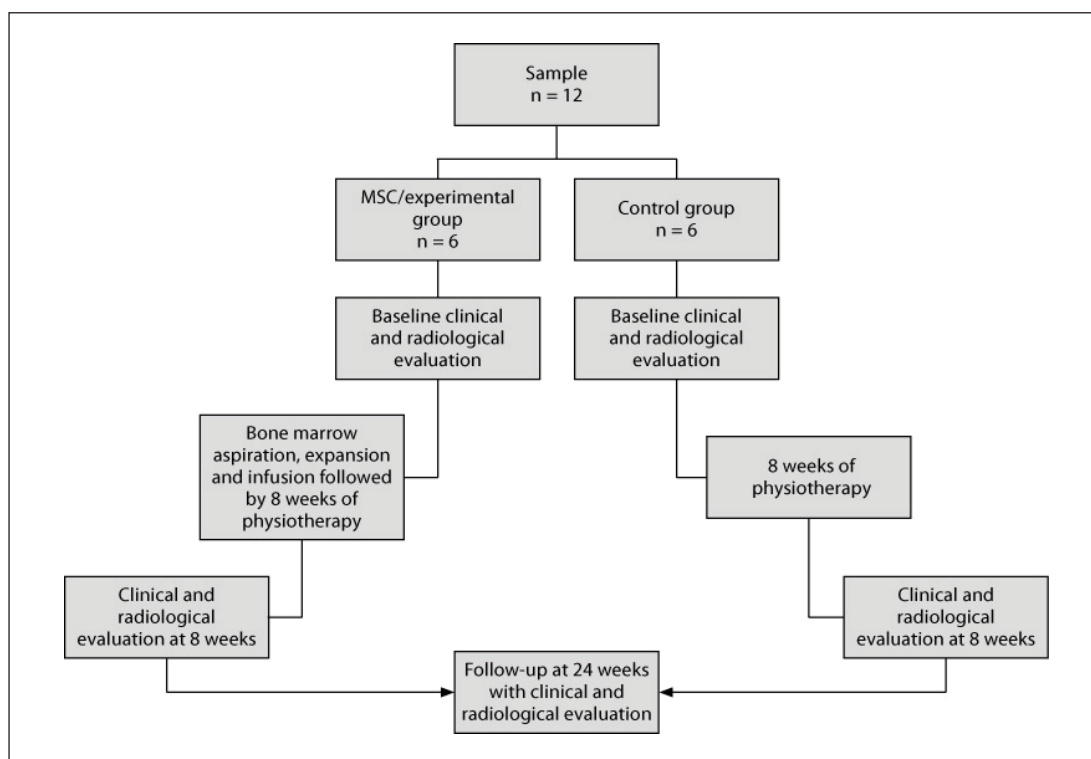 Sample
n = 12
MSC/experimental
group
n = 6
Control group
n = 6
Baseline clinical
and radiological
evaluation
Baseline clinical
and radiological
evaluation
Bone marrow
aspiration, expansion
and infusion followed
by 8 weeks of
physiotherapy
8 weeks of
physiotherapy
Clinical and
radiological
evaluation at 8 weeks
Clinical and
radiological
evaluation at 8 weeks
Follow-up at 24 weeks
with clinical and
radiological evaluation